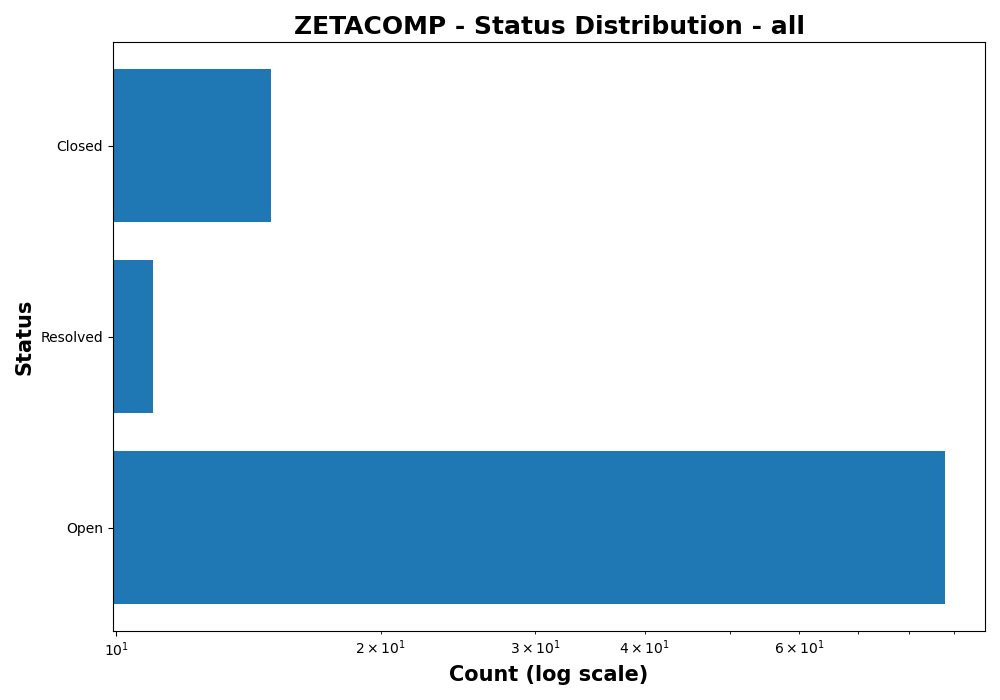 ZETACOMP - Status Distribution - all
Status
Closed
Resolved
Open
10¹ 2 × 10¹ 3 × 10¹ 4 × 10¹ 6 × 10¹
Count (log scale)